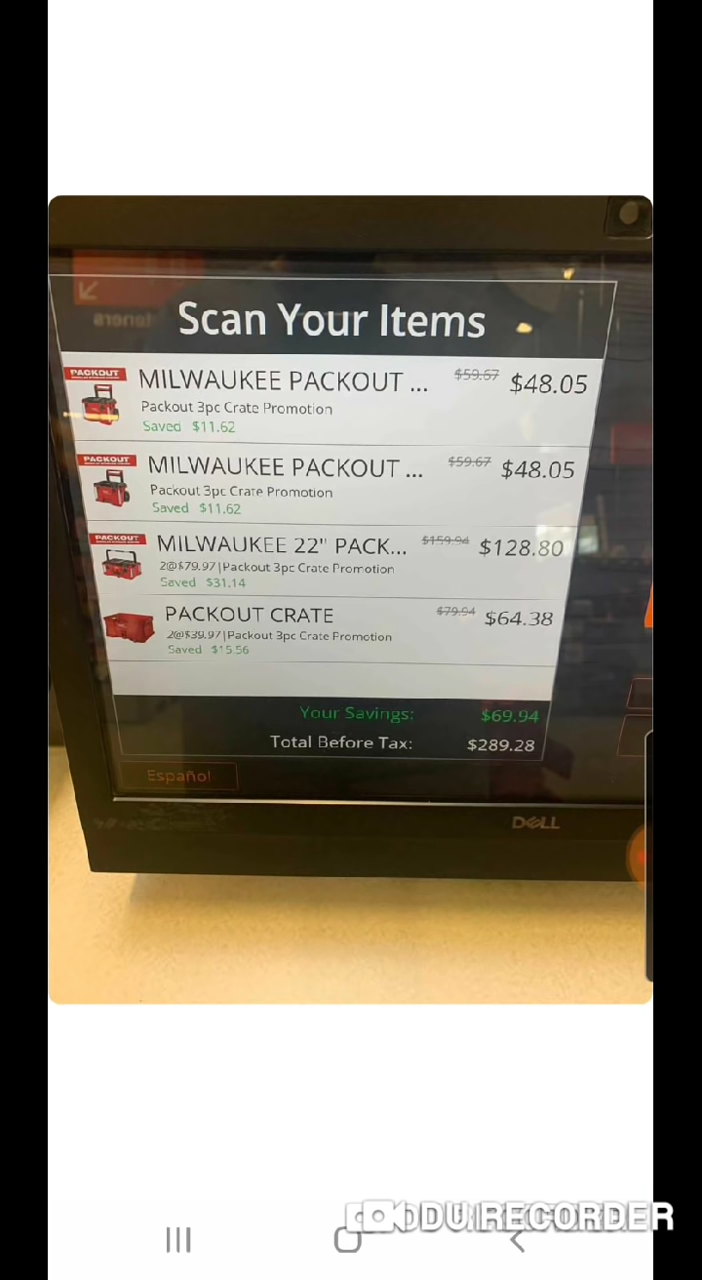 Scan Your Items
PACKOUT
MILWAUKEE PACKOUT ... $59.67 $48.05
Packout 3pc Crate Promotion
Saved $11.62
PACKOUT
MILWAUKEE PACKOUT ... $59.67 $48.05
Packout 3pc Crate Promotion
Saved $11.62
PACKOUT
MILWAUKEE 22" PACK... $159.94 $128.80
2@$79.97|Packout 3pc Crate Promotion
Saved $31.14
PACKOUT CRATE $79.94 $64.38
2@$39.97|Packout 3pc Crate Promotion
Saved $15.56
Your Savings: $69.94
Total Before Tax: $289.28
Español
DELL
DU RECORDER